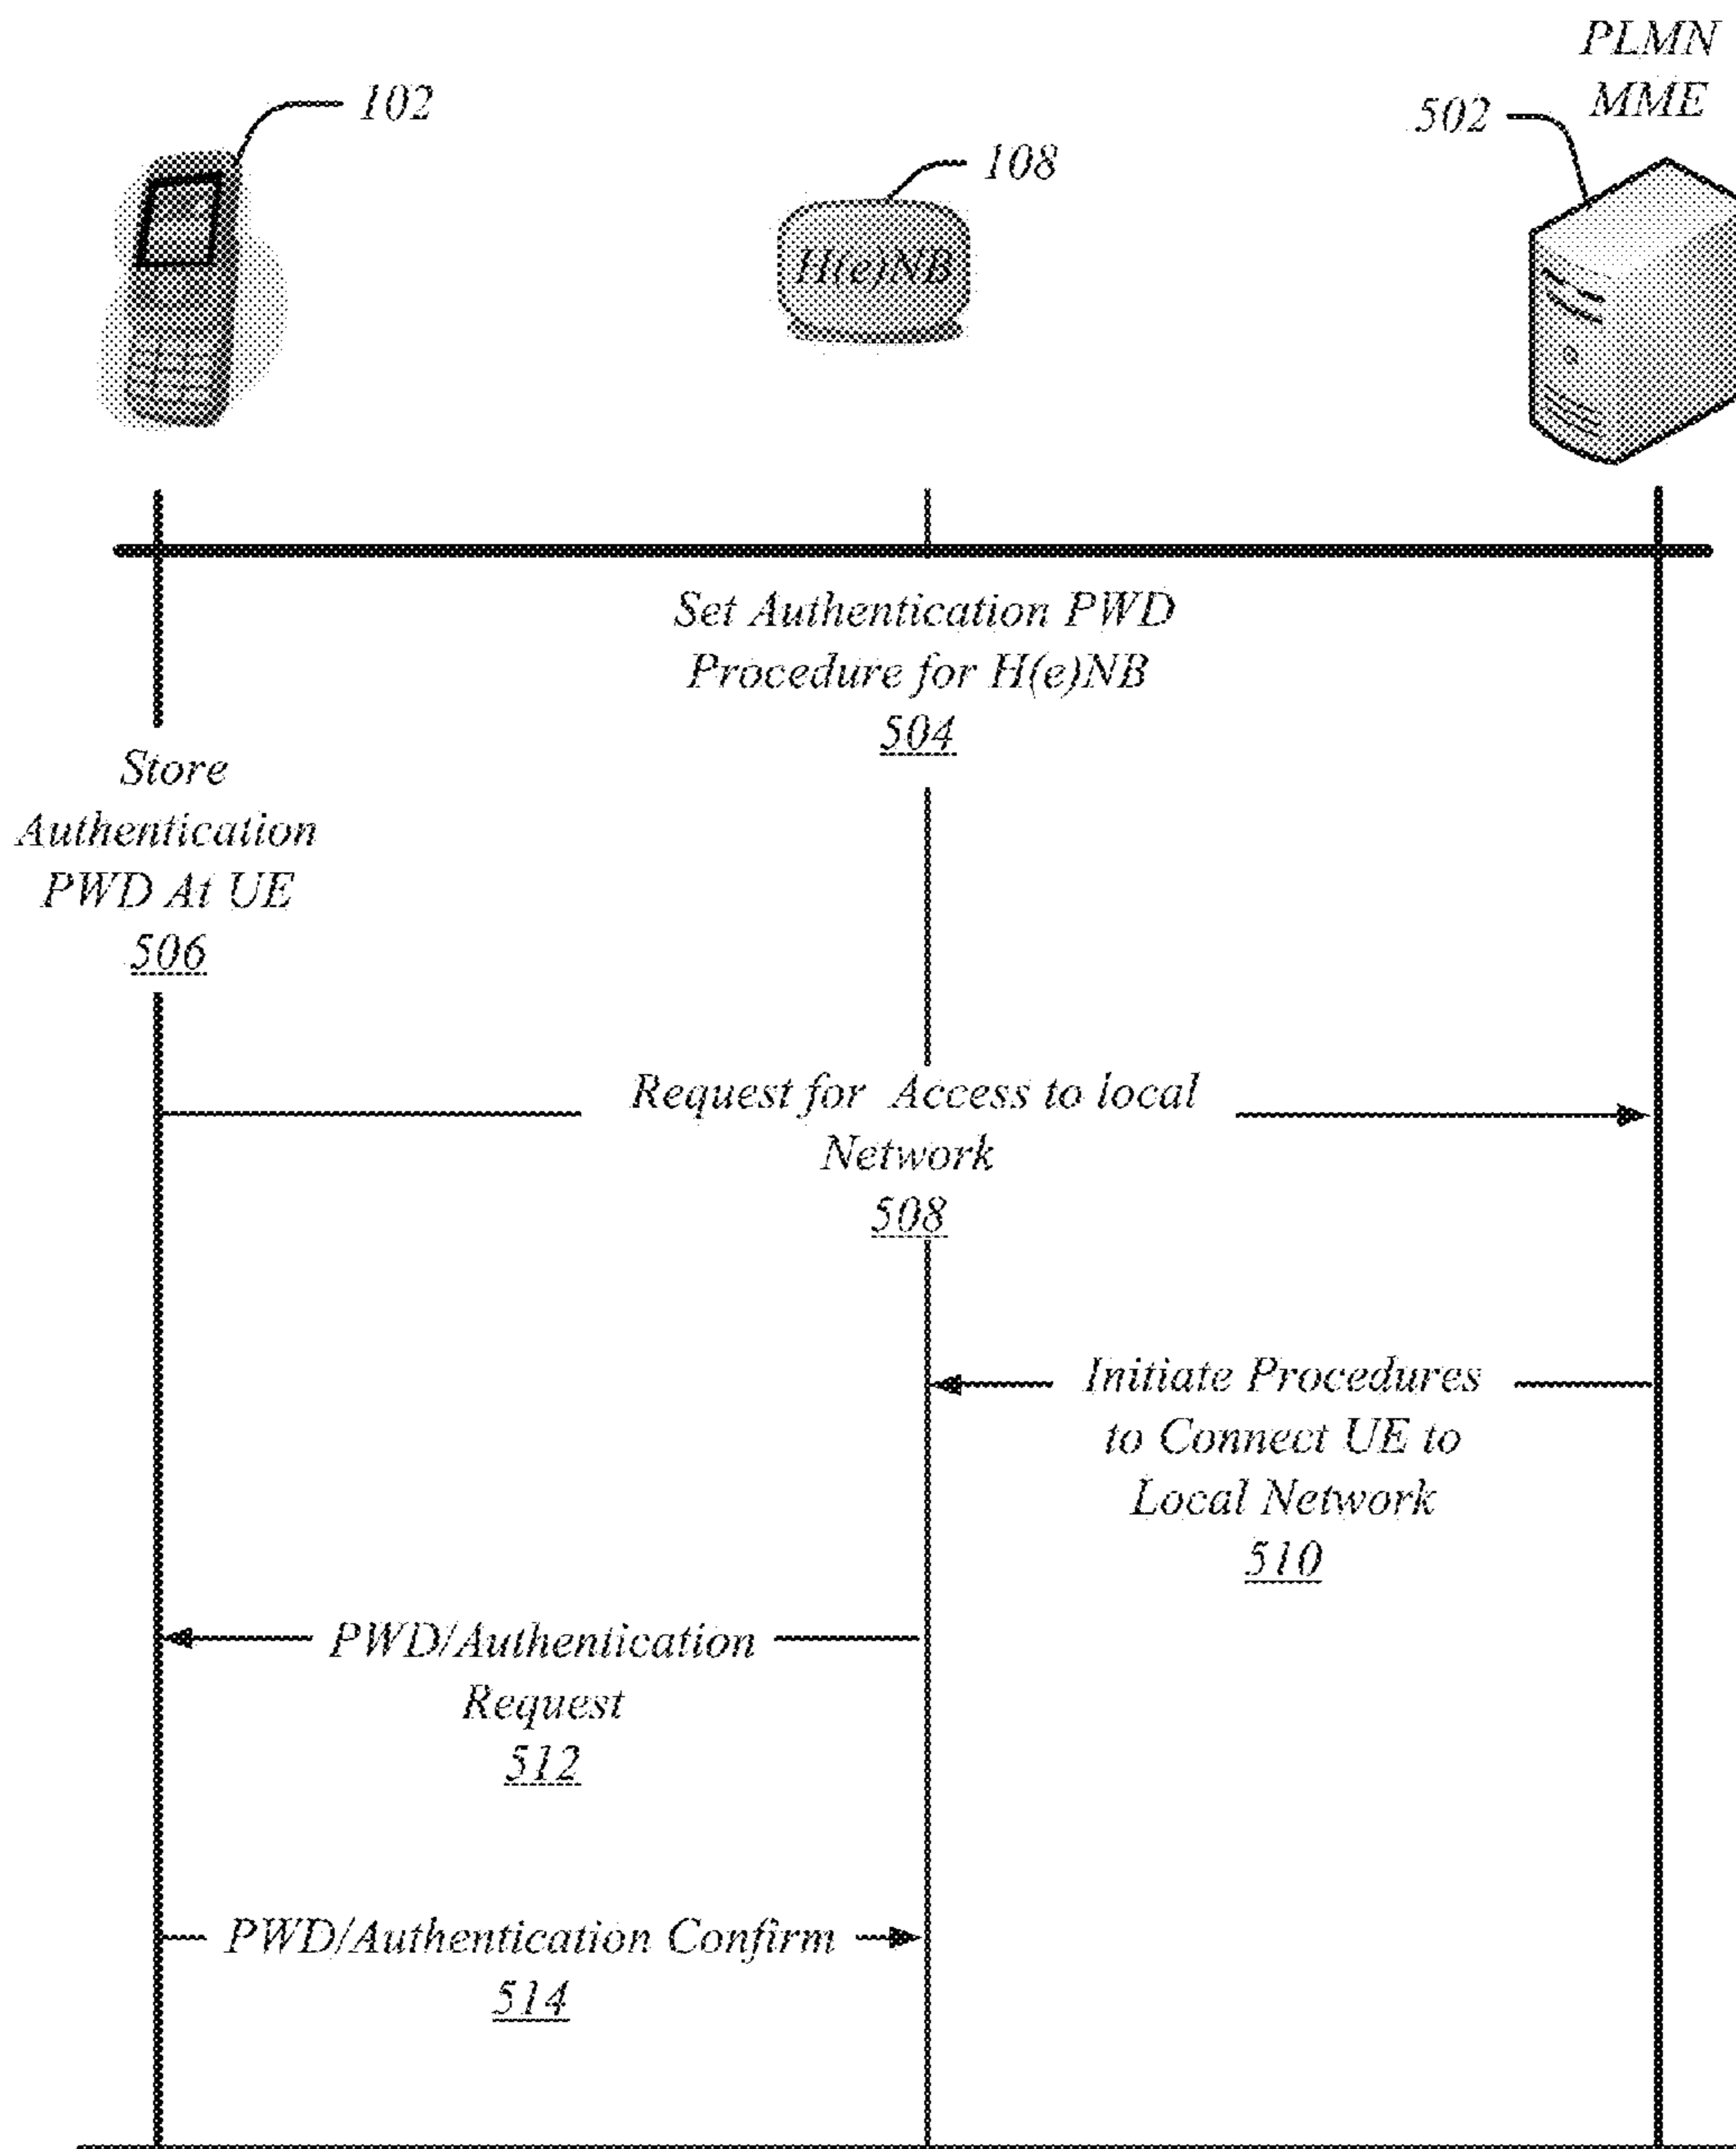 PLMN
MME
102
502
108
H(e)NB
Set Authentication PWD
Procedure for H(e)NB
504
Store
Authentication
PWD At UE
506
Request for Access to local
Network
508
Initiate Procedures
to Connect UE to
Local Network
510
PWD/Authentication
Request
512
PWD/Authentication Confirm
514